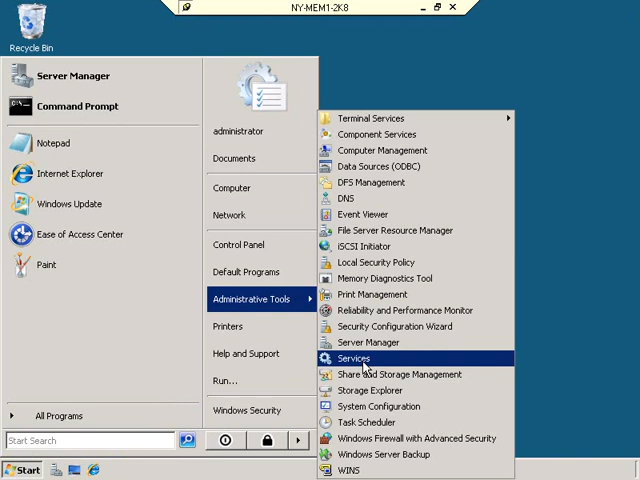 NY-MEM1-2K8
Recycle Bin
Server Manager
Command Prompt
Notepad
Internet Explorer
Windows Update
Ease of Access Center
Paint
All Programs
Start Search
administrator
Documents
Computer
Network
Control Panel
Default Programs
Administrative Tools
Printers
Help and Support
Run...
Windows Security
Terminal Services
Component Services
Computer Management
Data Sources (ODBC)
DFS Management
DNS
Event Viewer
File Server Resource Manager
iSCSI Initiator
Local Security Policy
Memory Diagnostics Tool
Print Management
Reliability and Performance Monitor
Security Configuration Wizard
Server Manager
Services
Share and Storage Management
Storage Explorer
System Configuration
Task Scheduler
Windows Firewall with Advanced Security
Windows Server Backup
WINS
Start